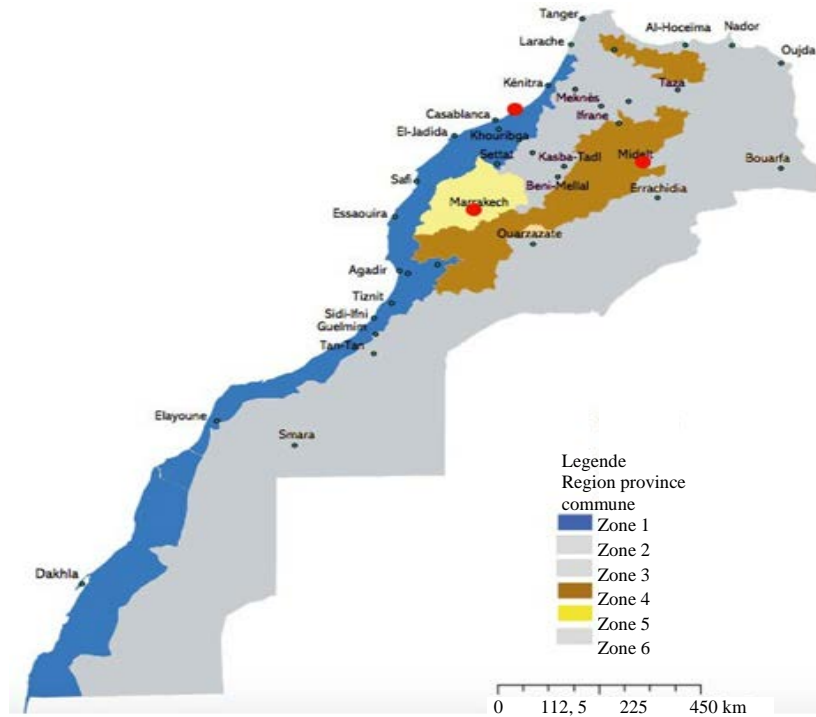 Tanger
Al-Hoceima
Nador
Larache
Oujda
Kénitra
Taza
Meknès
Casablanca
Ifrane
El-Jadida
Khouribga
Settat
Kasba-Tadl
Midelt
Bouarfa
Safi
Beni-Mellal
Errachidia
Marrakech
Essaouira
Ouarzazate
Agadir
Tiznit
Sidi-Ifni
Guelmim
Tan-Tan
Elayoune
Smara
Dakhla
Legende
Region province
commune
Zone 1
Zone 2
Zone 3
Zone 4
Zone 5
Zone 6
0 112, 5 225 450 km